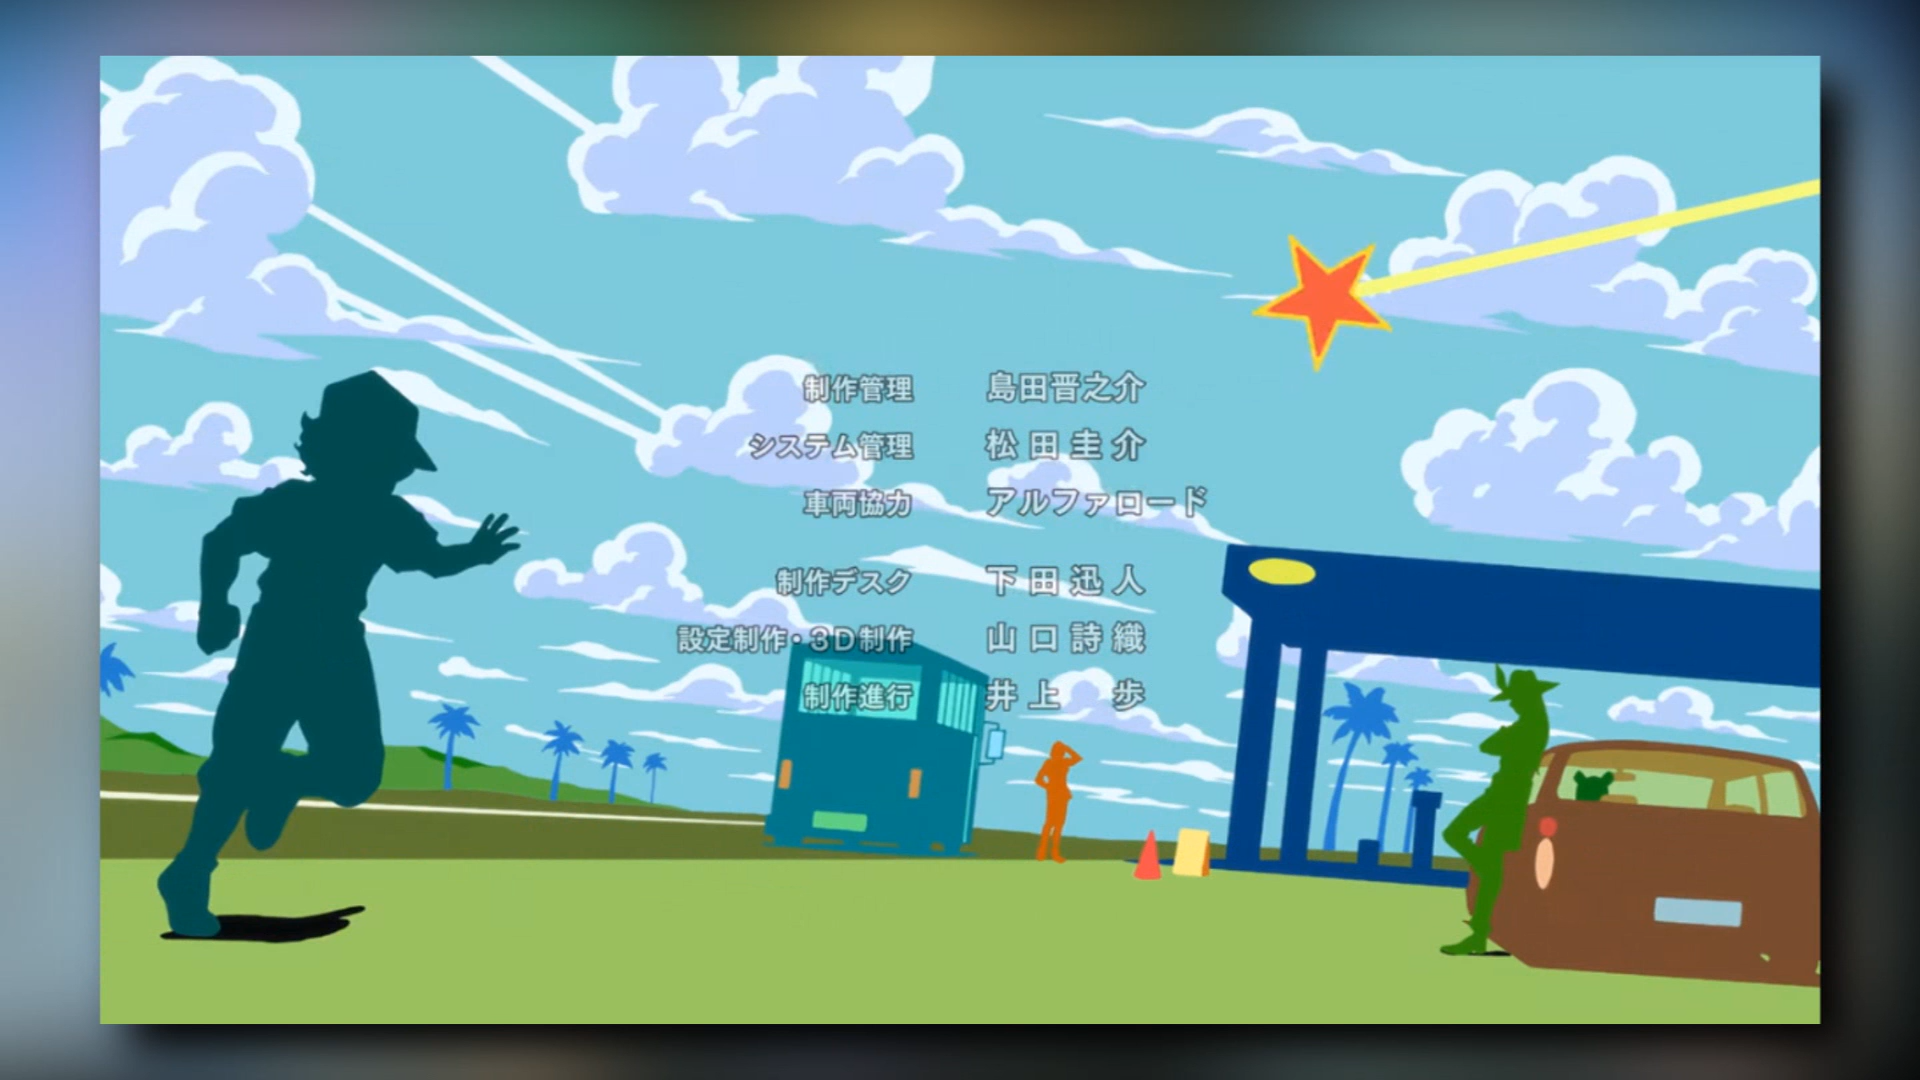 制作管理 島田晋之介
システム管理 松田圭介
車両協力 アルファロード
制作デスク 下田迅人
設定制作・3D制作 山口詩織
制作進行 井上 歩